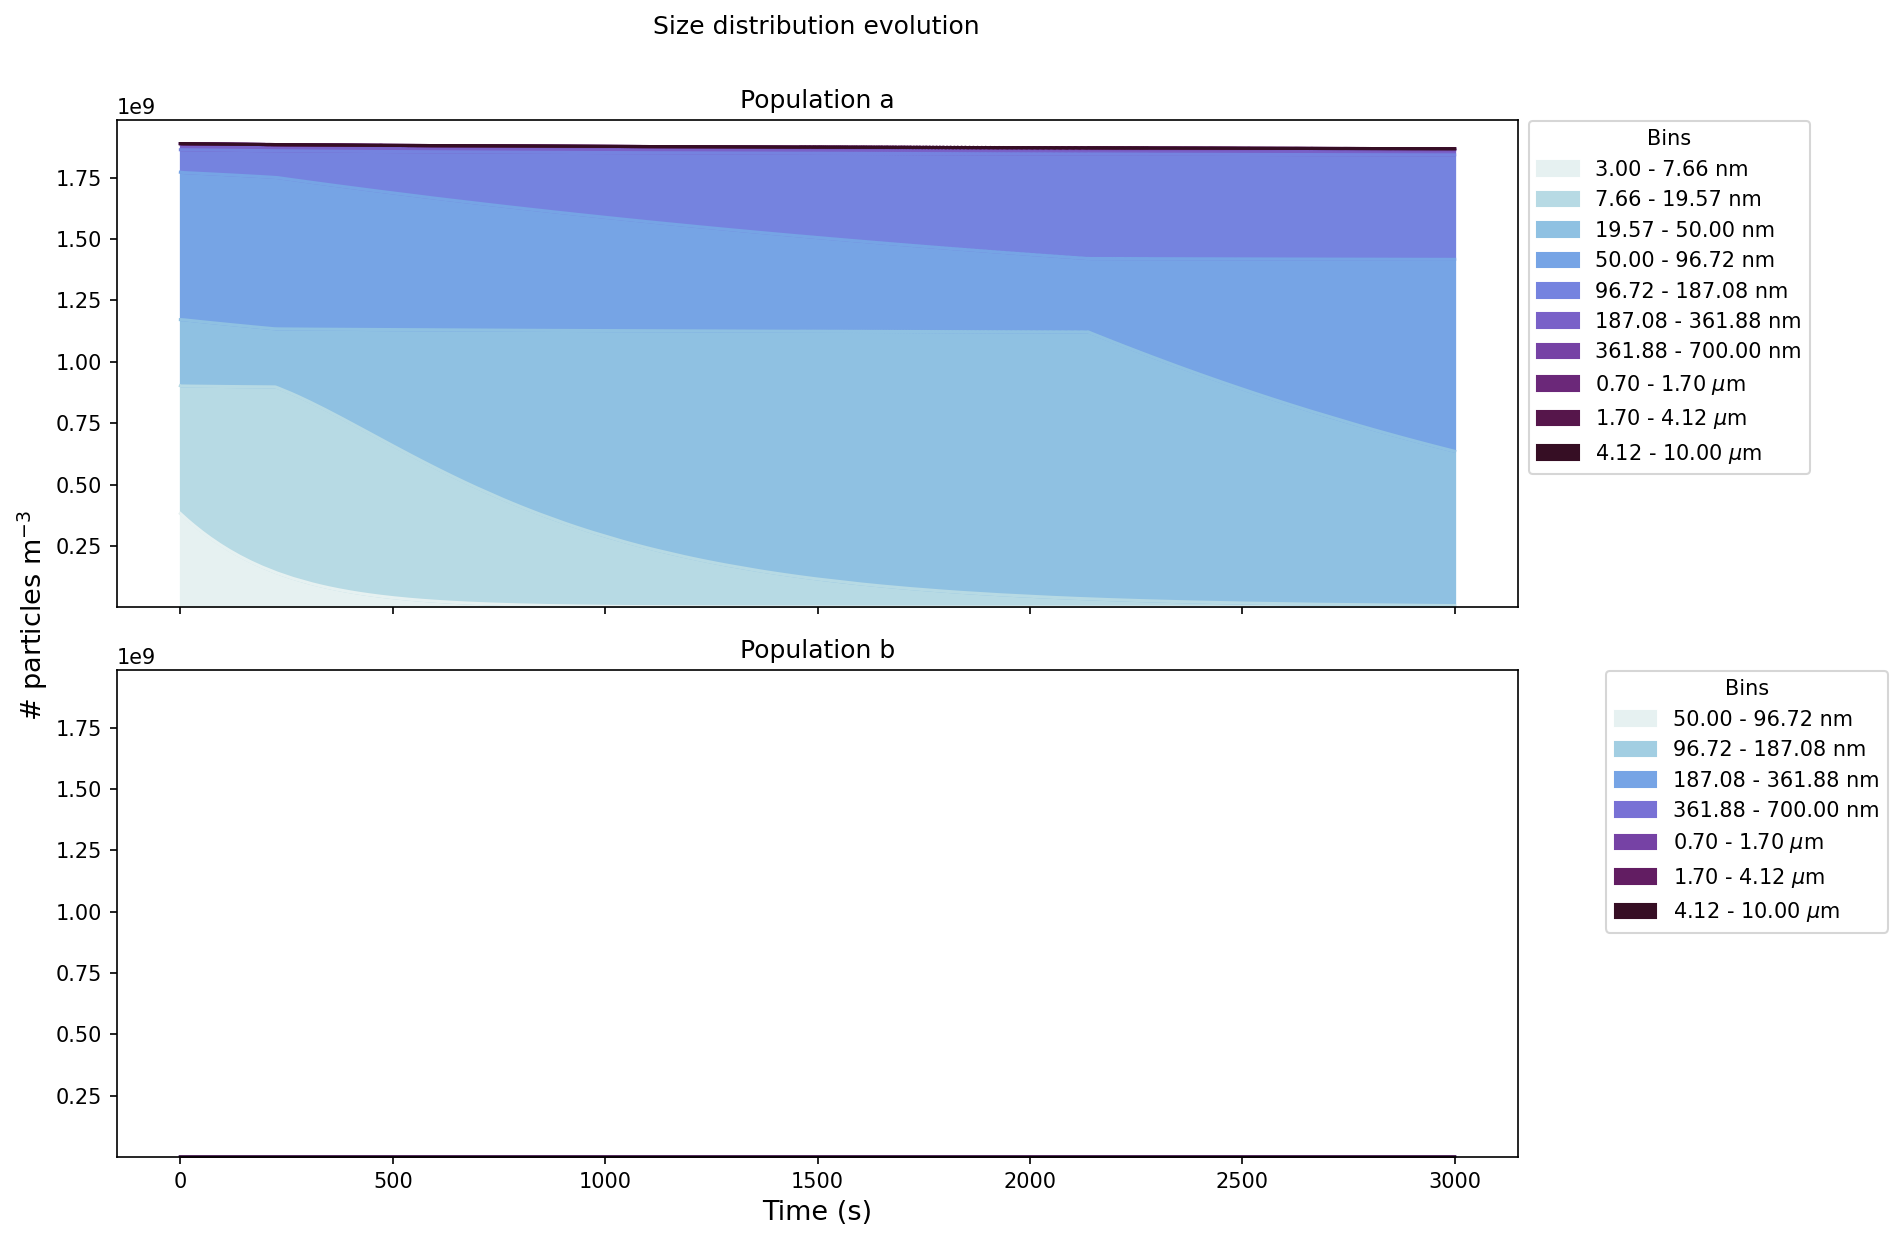 Size distribution evolution
Population a
1e9
1.75
1.50
1.25
1.00
0.75
0.50
0.25
Bins
3.00 - 7.66 nm
7.66 - 19.57 nm
19.57 - 50.00 nm
50.00 - 96.72 nm
96.72 - 187.08 nm
187.08 - 361.88 nm
361.88 - 700.00 nm
0.70 - 1.70 μm
1.70 - 4.12 μm
4.12 - 10.00 μm
# particles m⁻³
Population b
1e9
1.75
1.50
1.25
1.00
0.75
0.50
0.25
0 500 1000 1500 2000 2500 3000
Time (s)
Bins
50.00 - 96.72 nm
96.72 - 187.08 nm
187.08 - 361.88 nm
361.88 - 700.00 nm
0.70 - 1.70 μm
1.70 - 4.12 μm
4.12 - 10.00 μm